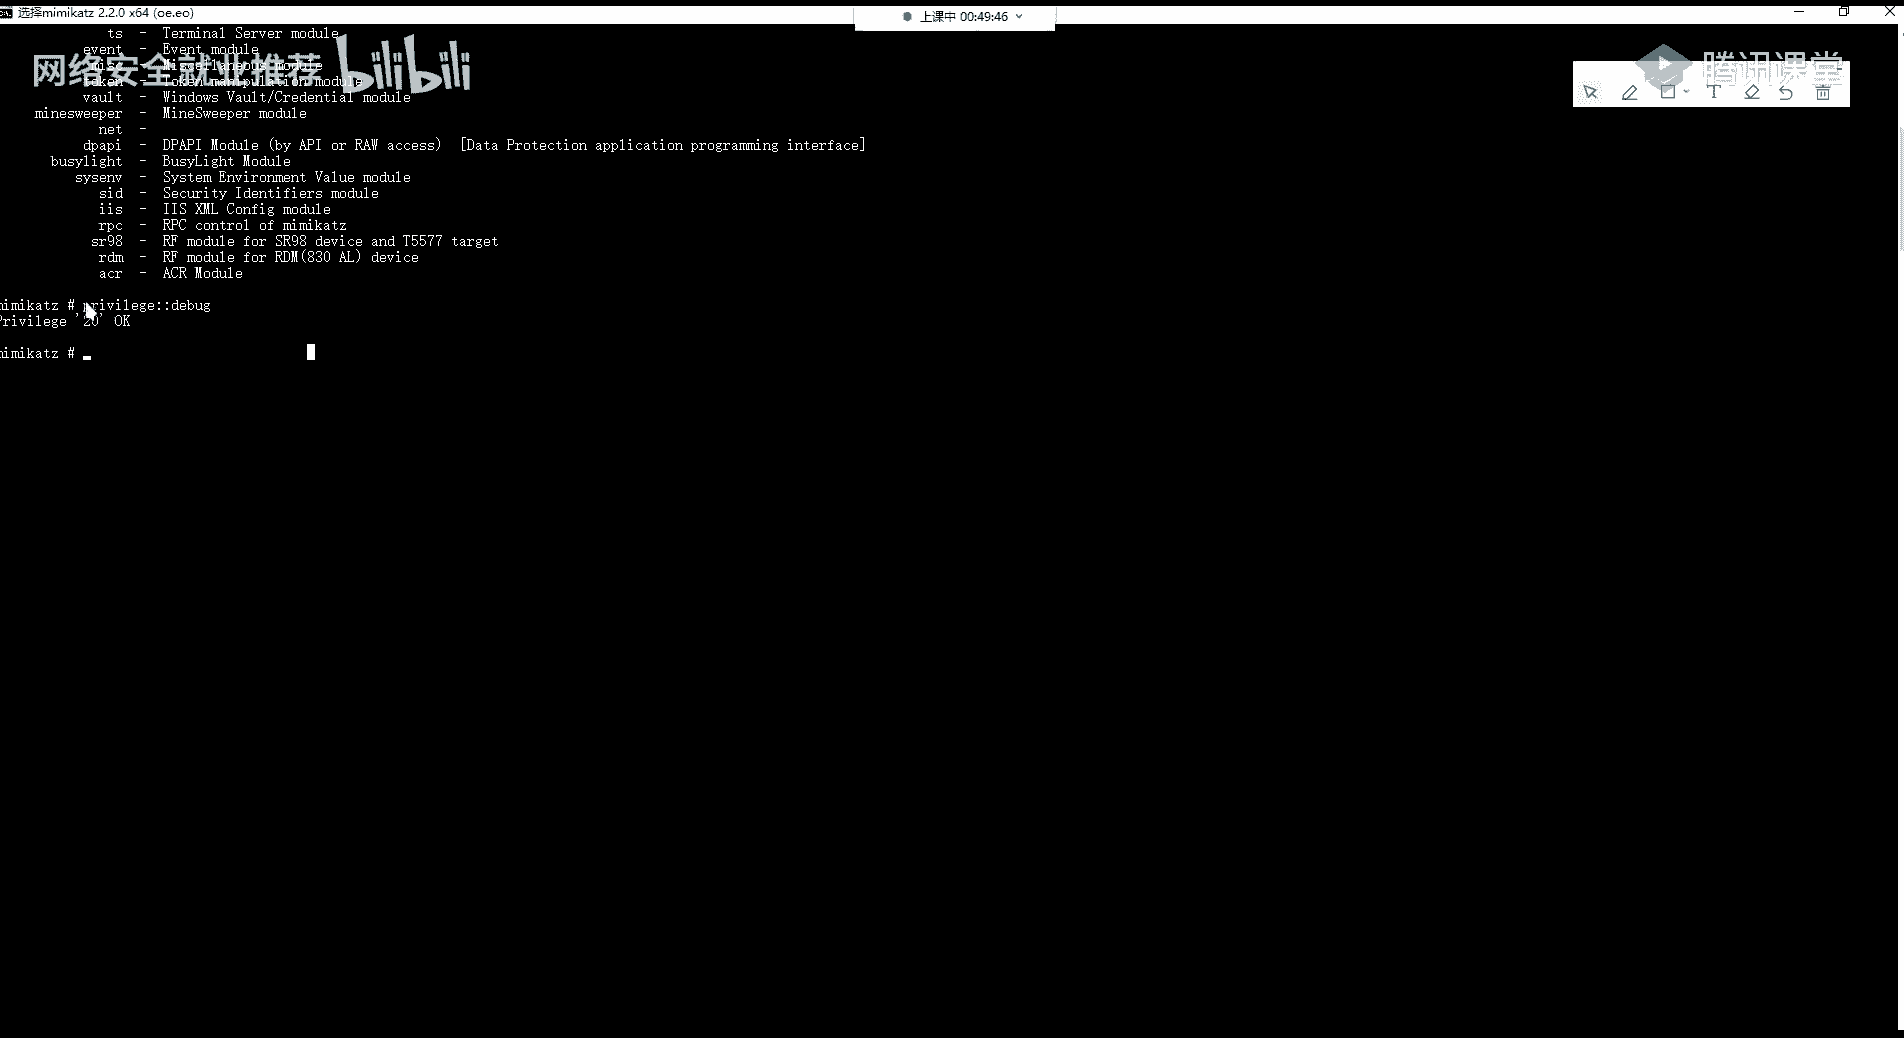 选择mimikatz 2.2.0 x64 (oe.eo)
上课中 00:49:46
ts - Terminal Server module
event - Event module
misc - Miscellaneous module
token - Token manipulation module
vault - Windows Vault/Credential module
minesweeper - MineSweeper module
net -
dpapi - DPAPI Module (by API or RAW access) [Data Protection application programming interface]
busylight - BusyLight Module
sysenv - System Environment Value module
sid - Security Identifiers module
iis - IIS XML Config module
rpc - RPC control of mimikatz
sr98 - RF module for SR98 device and T5577 target
rdm - RF module for RDM(830 AL) device
acr - ACR Module
mimikatz # privilege::debug
Privilege '20' OK
mimikatz #
网络安全就业推荐 bilibili
腾讯课堂
T